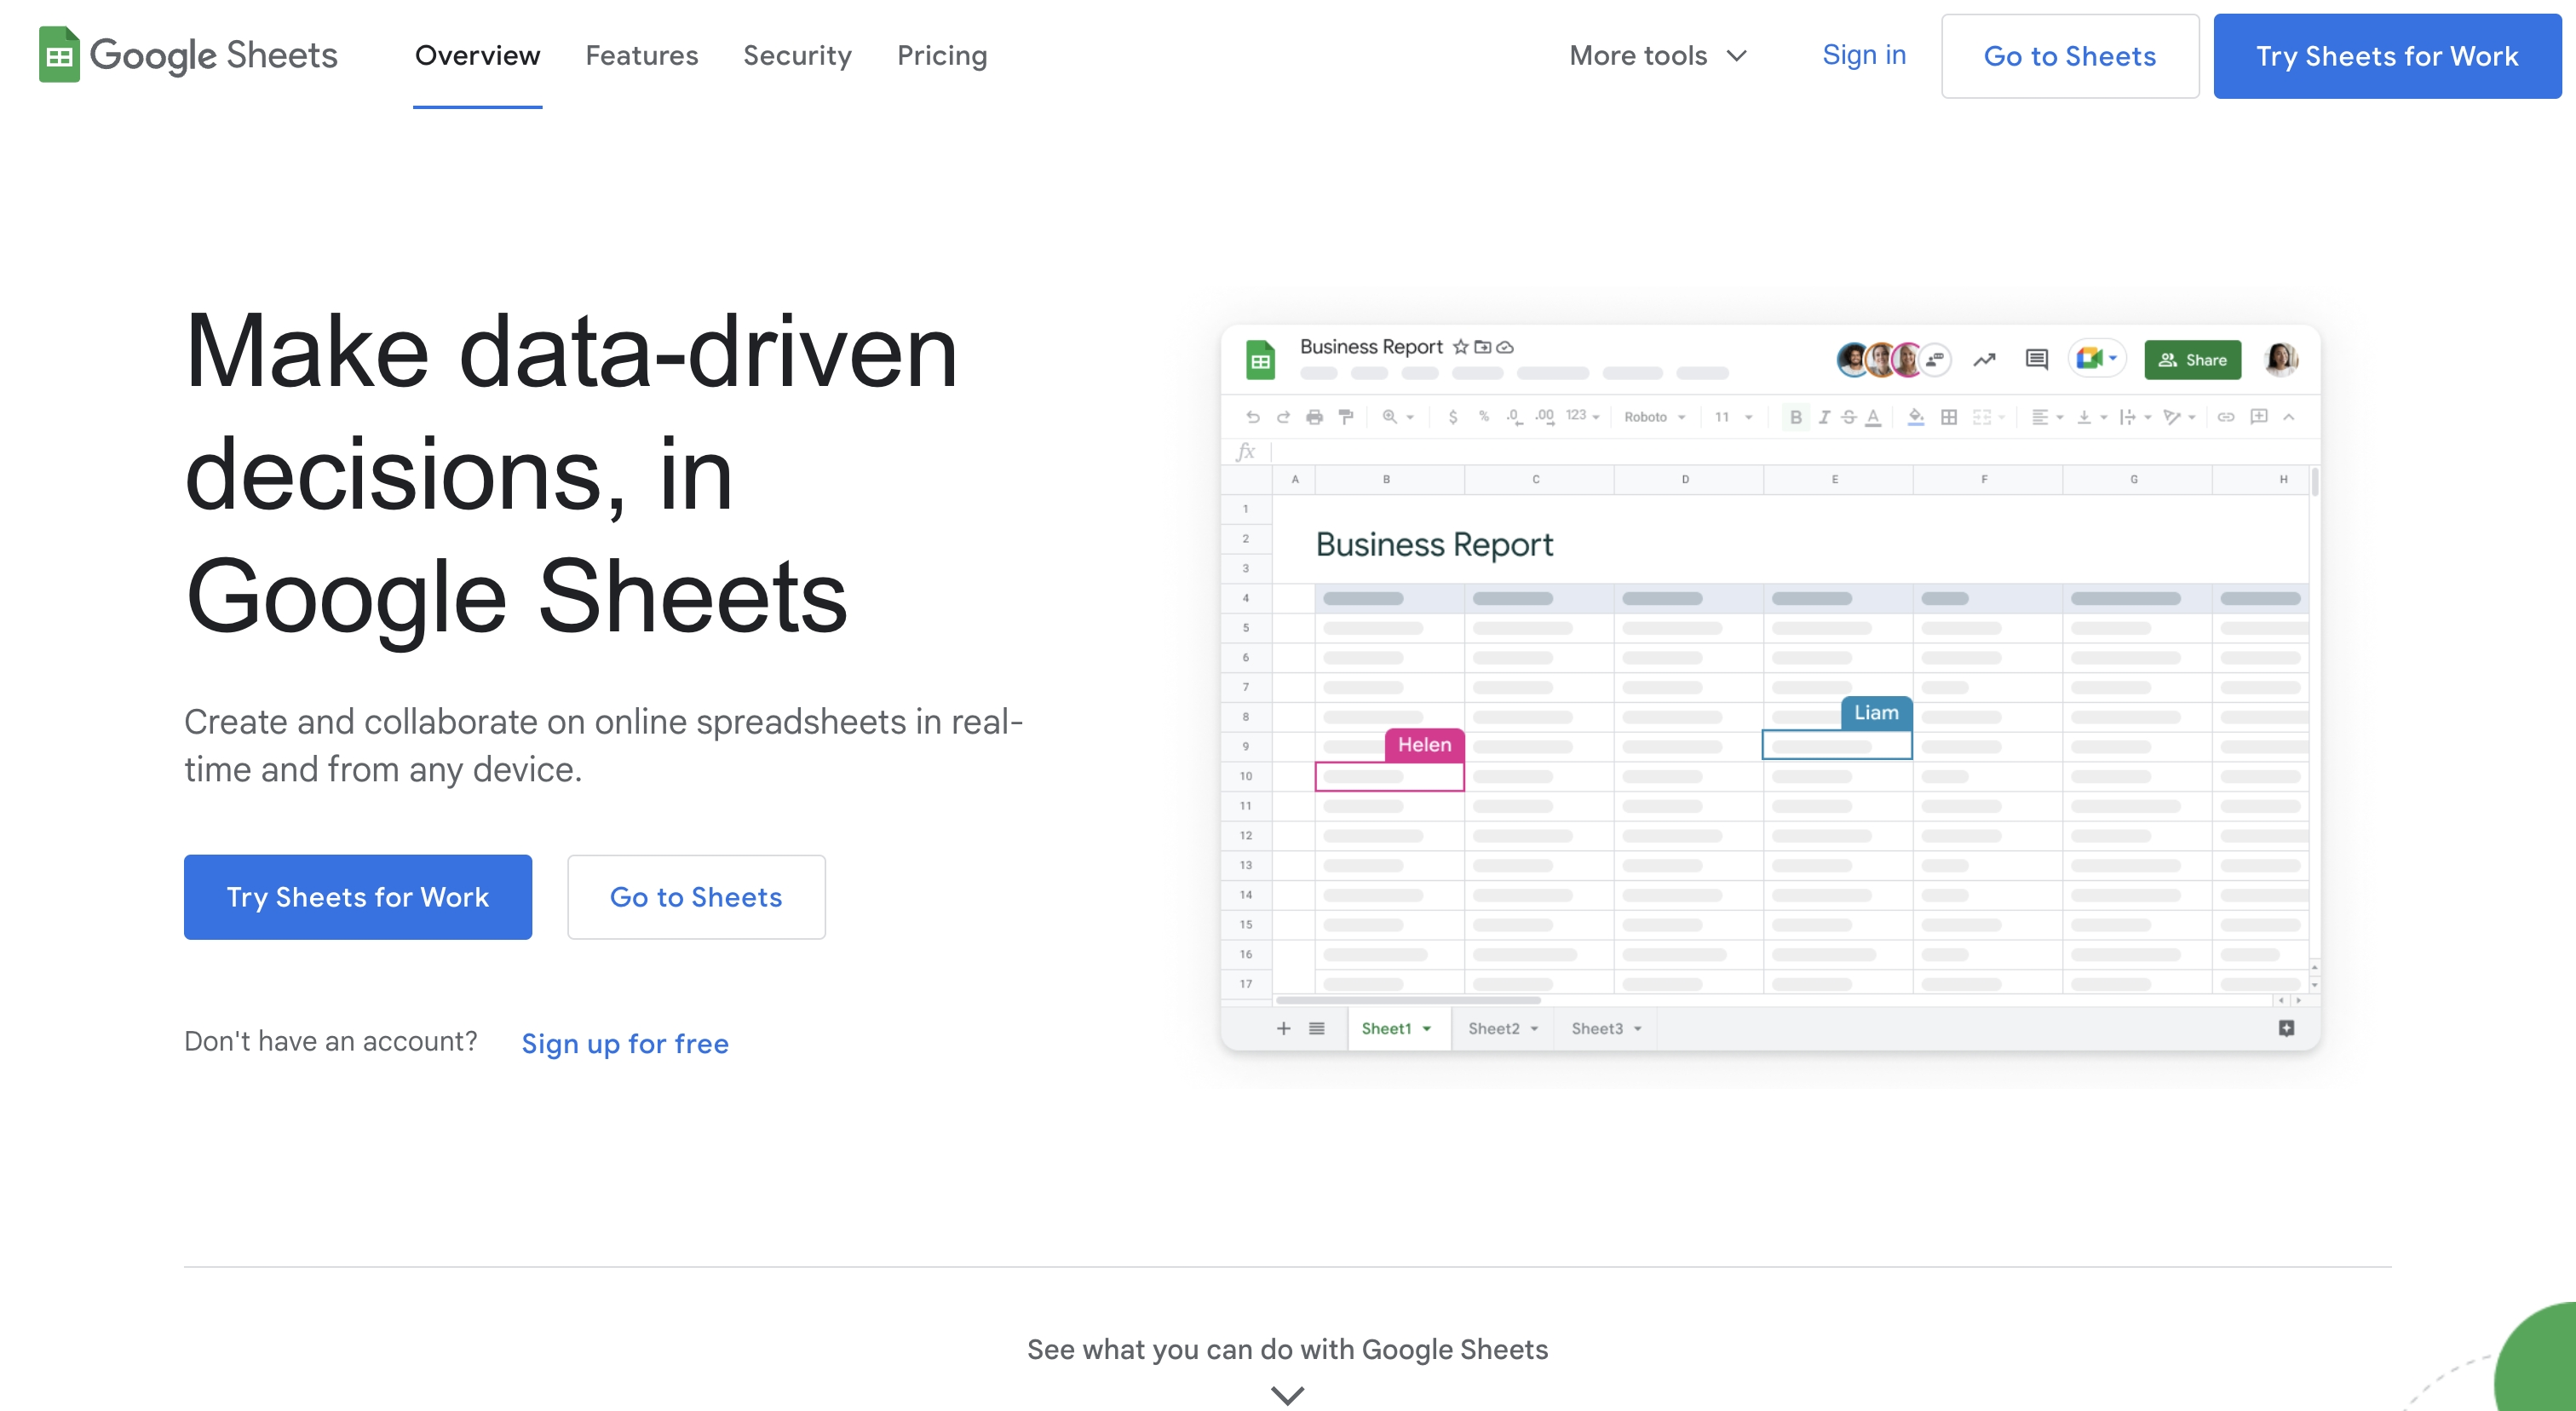 Google Sheets
Overview
Features
Security
Pricing
More tools
Sign in
Go to Sheets
Try Sheets for Work
Make data-driven
decisions, in
Google Sheets
Create and collaborate on online spreadsheets in real-
time and from any device.
Try Sheets for Work
Go to Sheets
Don't have an account?
Sign up for free
Business Report
Share
$ % .0 .00 123
Roboto
11
B I S A
fx
A B C D E F G H
1
2
Business Report
3
4
5
6
7
8
Liam
9
Helen
10
11
12
13
14
15
16
17
Sheet1
Sheet2
Sheet3
See what you can do with Google Sheets